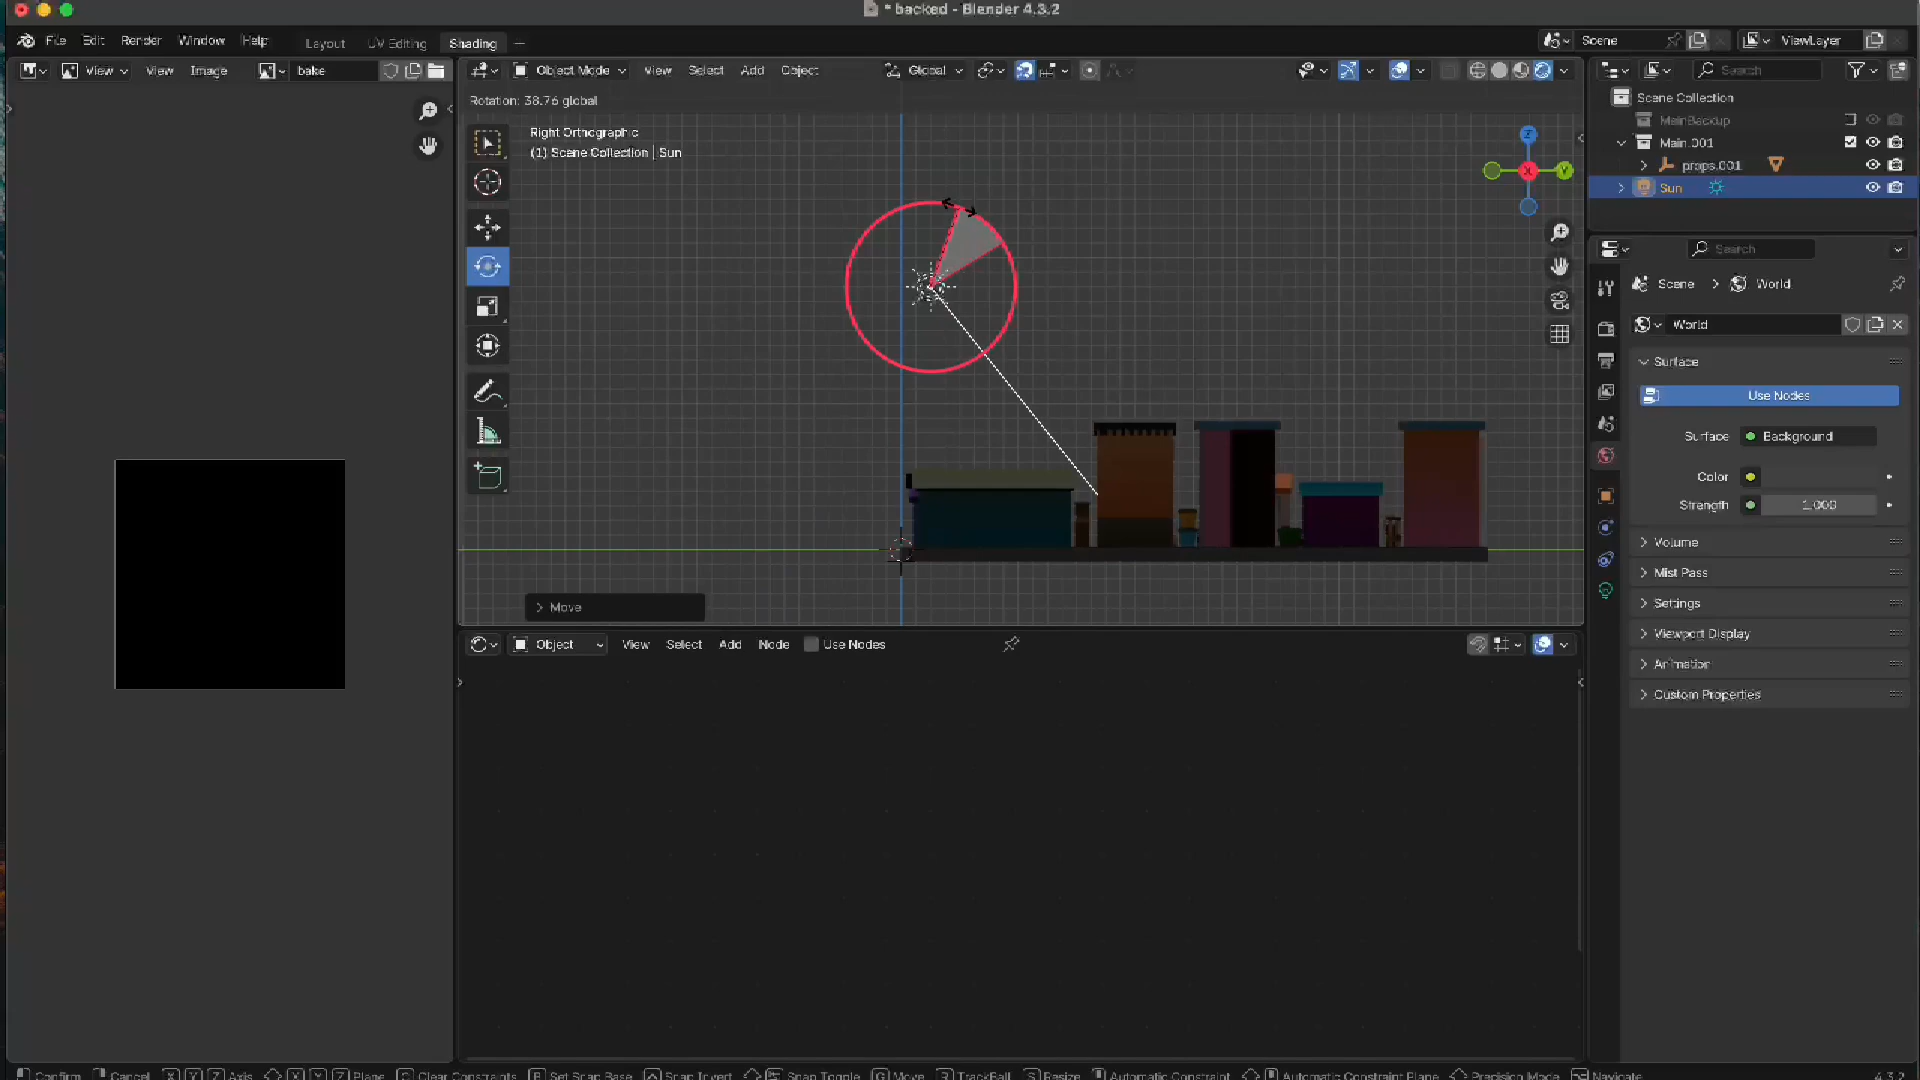 * backed - Blender 4.3.2
File Edit Render Window Help Layout UV Editing Shading Scene ViewLayer
View View Image bake Object Mode View Select Add Object Global Search
Rotation: 38.76 global
Scene Collection
MainBackup
Main.001
props.001
Sun
Right Orthographic
(1) Scene Collection | Sun
Z
X
Y
Search
Scene > World
World
Surface
Use Nodes
Surface Background
Color
Strength 1.000
Volume
Mist Pass
Settings
Viewport Display
Animation
Custom Properties
Move
Object View Select Add Node Use Nodes
Confirm Cancel X Y Z Axis X Y Z Plane C Clear Constraints B Set Snap Base Snap Invert Snap Toggle G Move R TrackBall S Resize Automatic Constraint Automatic Constraint Plane Precision Mode Navigate 4.3.2